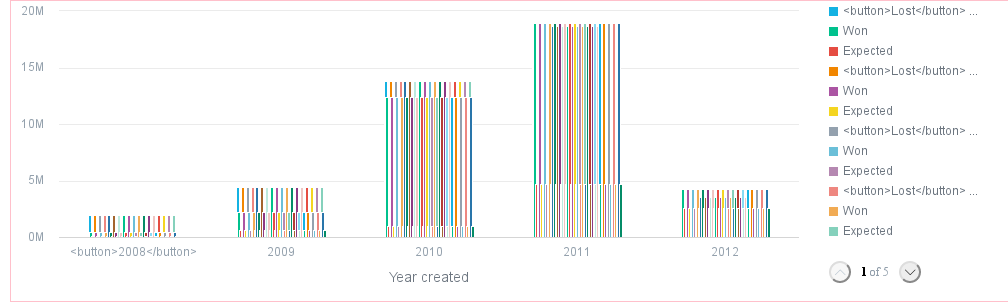 20M
15M
10M
5M
0M
<button>2008</button>
2009
2010
2011
2012
Year created
<button>Lost</button> ...
Won
Expected
<button>Lost</button> ...
Won
Expected
<button>Lost</button> ...
Won
Expected
<button>Lost</button> ...
Won
Expected
1 of 5